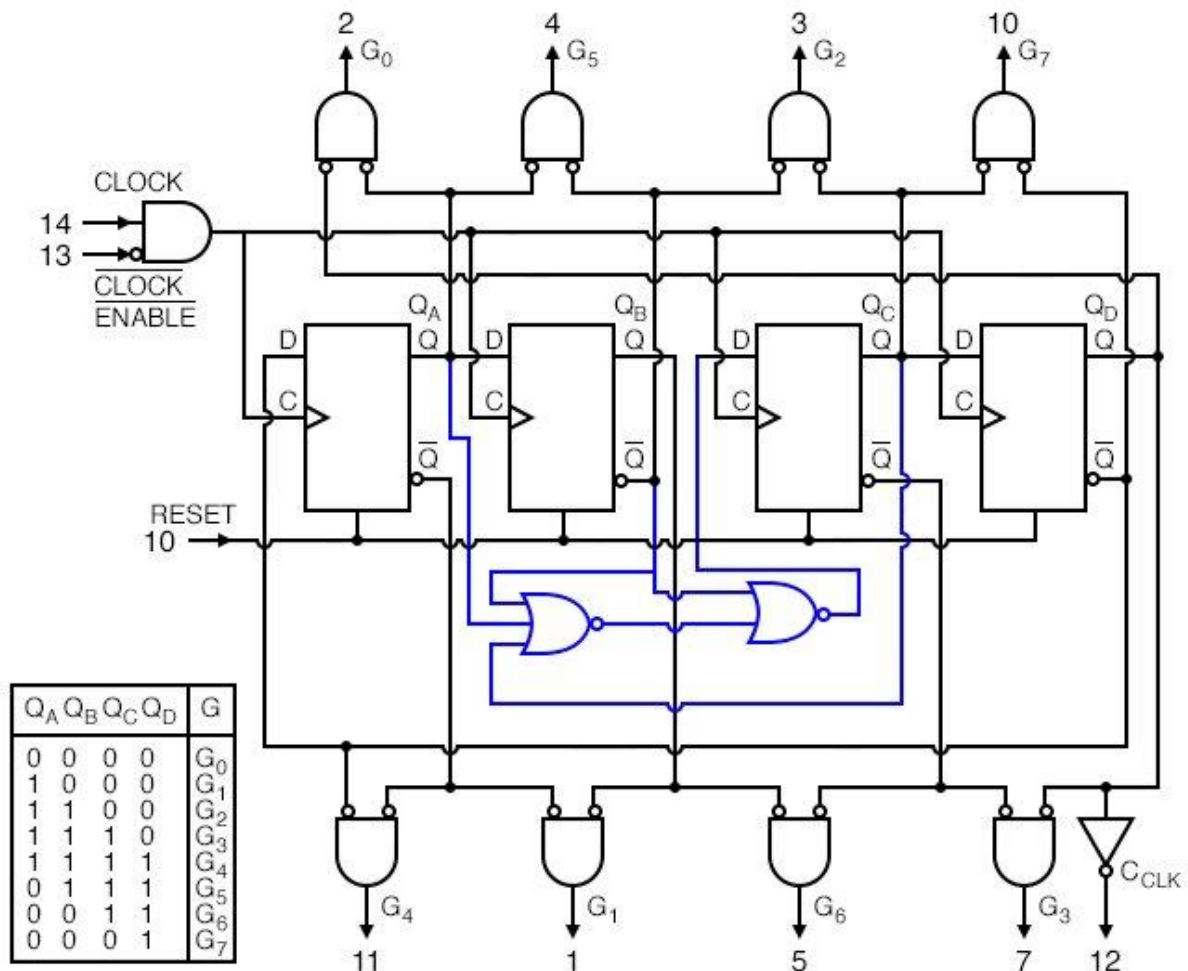 2 4 3 10
G0 G5 G2 G7
CLOCK
14
13
CLOCK
ENABLE
QA QB QC QD
D Q D Q D Q D Q
C C C C
Q Q Q Q
RESET
10
QA QB QC QD G
0 0 0 0 G0
1 0 0 0 G1
1 1 0 0 G2
1 1 1 0 G3
1 1 1 1 G4
0 1 1 1 G5
0 0 1 1 G6
0 0 0 1 G7
G4 G1 G6 G3 CCLK
11 1 5 7 12